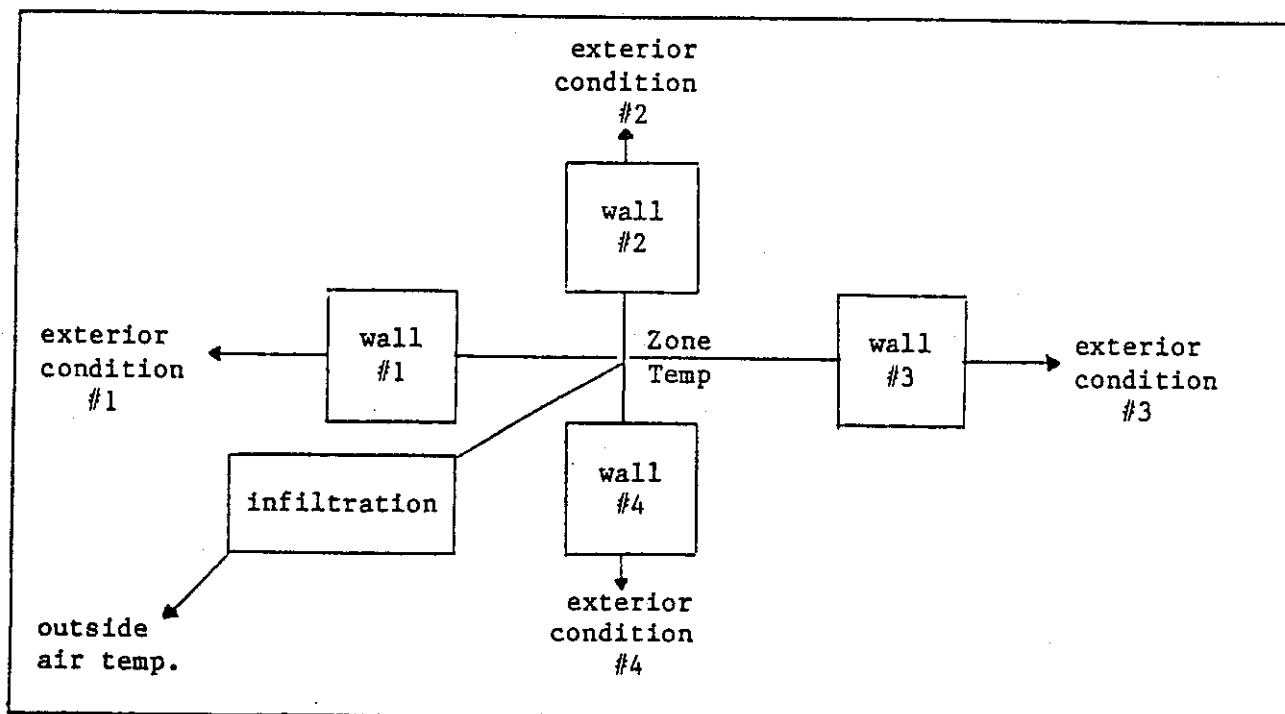 exterior
condition
#2
wall
#2
exterior
condition
#1
wall
#1
Zone
Temp
wall
#3
exterior
condition
#3
infiltration
wall
#4
outside
air temp.
exterior
condition
#4